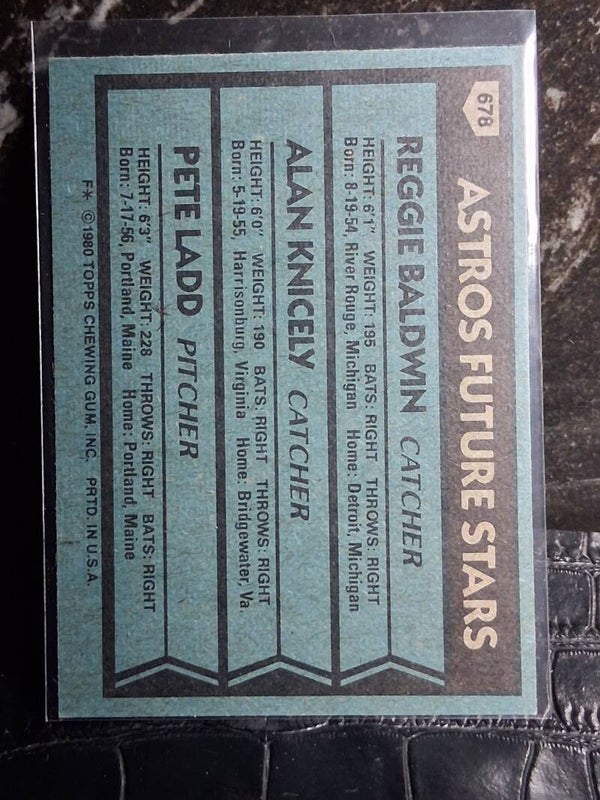 678
ASTROS FUTURE STARS
REGGIE BALDWIN CATCHER
HEIGHT: 6'1" WEIGHT: 195 BATS: RIGHT THROWS: RIGHT
Born: 8-19-54, River Rouge, Michigan Home: Detroit, Michigan
ALAN KNICELY CATCHER
HEIGHT: 6'0" WEIGHT: 190 BATS: RIGHT THROWS: RIGHT
Born: 5-19-55, Harrisonburg, Virginia Home: Bridgewater, Va.
PETE LADD PITCHER
HEIGHT: 6'3" WEIGHT: 228 THROWS: RIGHT BATS: RIGHT
Born: 7-17-56, Portland, Maine Home: Portland, Maine
F* ©1980 TOPPS CHEWING GUM, INC. PRTD. IN U.S.A.